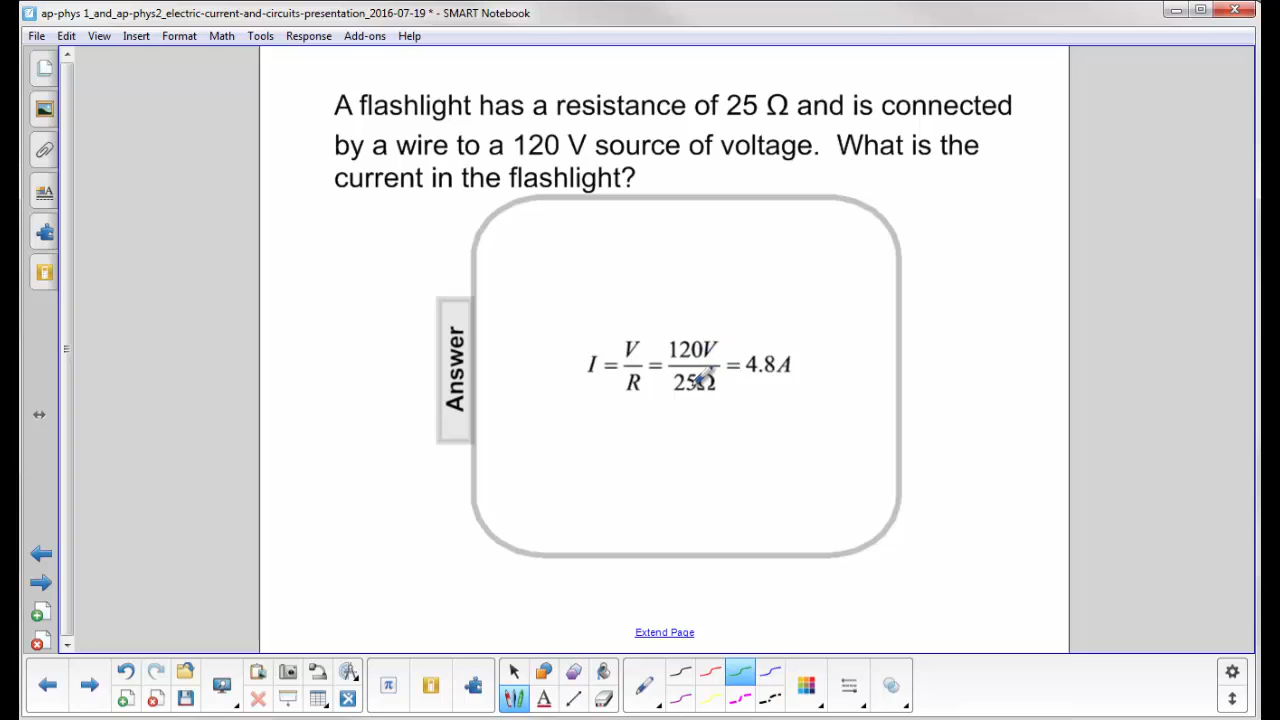 ap-phys 1_and_ap-phys2_electric-current-and-circuits-presentation_2016-07-19 * - SMART Notebook
File Edit View Insert Format Math Tools Response Add-ons Help
A flashlight has a resistance of 25 Ω and is connected
by a wire to a 120 V source of voltage. What is the
current in the flashlight?
Answer
I = V/R = 120V/25Ω = 4.8A
Extend Page